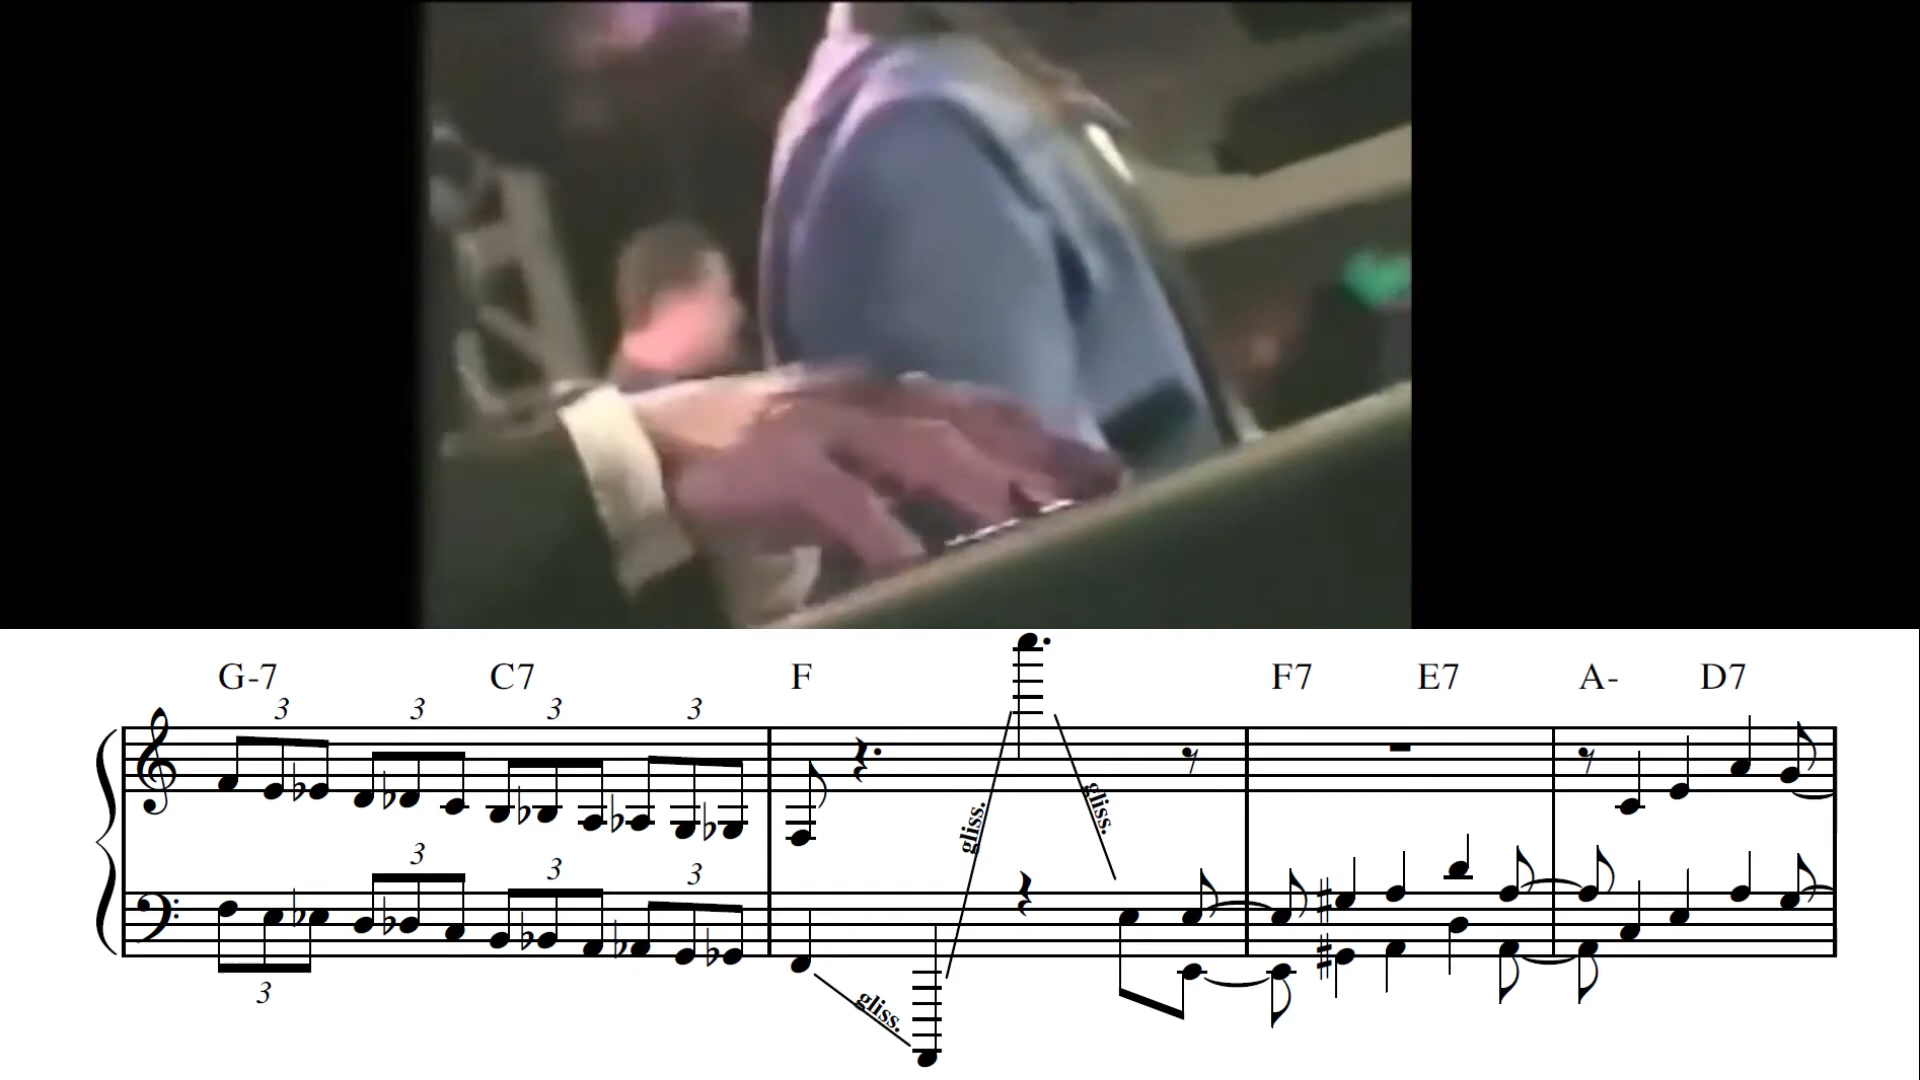 G-7 C7 F F7 E7 A- D7
3 3 3 3
gliss. gliss.
3 3 3
3 gliss.